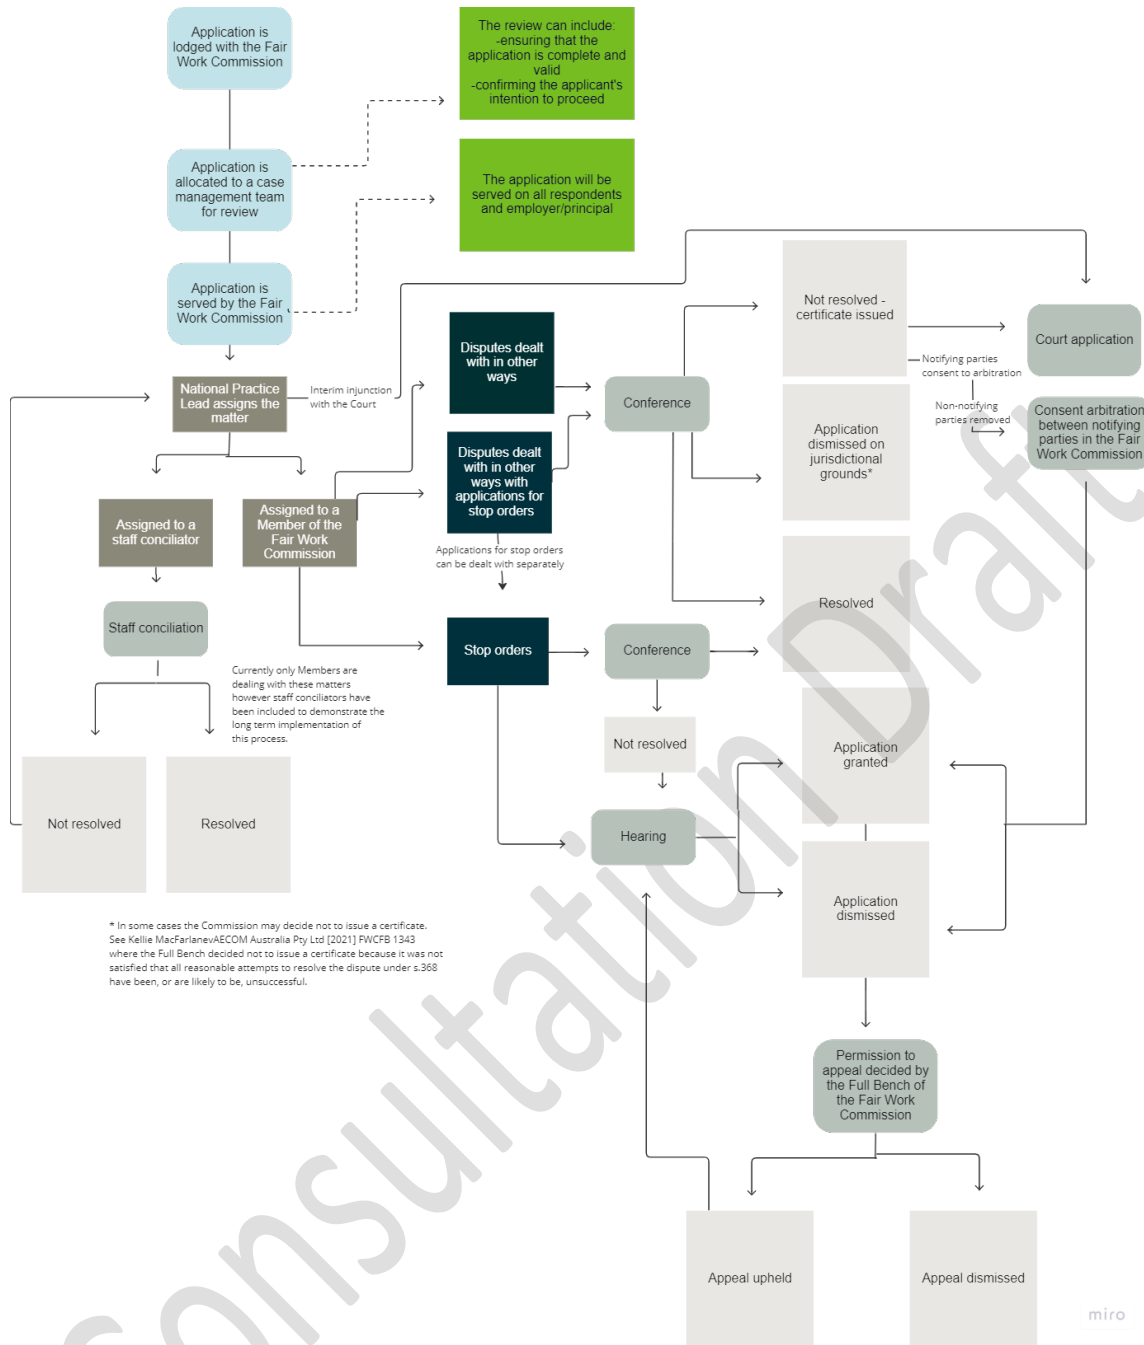 Application is
lodged with the Fair
Work Commission
The review can include:
-ensuring that the
application is complete and
valid
-confirming the applicant's
intention to proceed
Application is
allocated to a case
management team
for review
The application will be
served on all respondents
and employer/principal
Application is
served by the Fair
Work Commission
Not resolved -
certificate issued
Court application
Disputes dealt
with in other
ways
Notifying parties
consent to arbitration
National Practice
Lead assigns the
matter
Interim injunction
with the Court
Conference
Non-notifying
parties removed
Consent arbitration
between notifying
parties in the Fair
Work Commission
Application
dismissed on
jurisdictional
grounds*
Disputes dealt
with in other
ways with
applications for
stop orders
Assigned to a
staff conciliator
Assigned to a
Member of the
Fair Work
Commission
Applications for stop orders
can be dealt with separately
Resolved
Staff conciliation
Stop orders
Conference
Currently only Members are
dealing with these matters
however staff conciliators have
been included to demonstrate the
long term implementation of
this process.
Not resolved
Application
granted
Not resolved
Resolved
Hearing
Application
dismissed
* In some cases the Commission may decide not to issue a certificate.
See Kellie MacFarlanevAECOM Australia Pty Ltd [2021] FWCFB 1343
where the Full Bench decided not to issue a certificate because it was not
satisfied that all reasonable attempts to resolve the dispute under s.368
have been, or are likely to be, unsuccessful.
Permission to
appeal decided by
the Full Bench of
the Fair Work
Commission
Appeal upheld
Appeal dismissed
miro
Consultation Draft